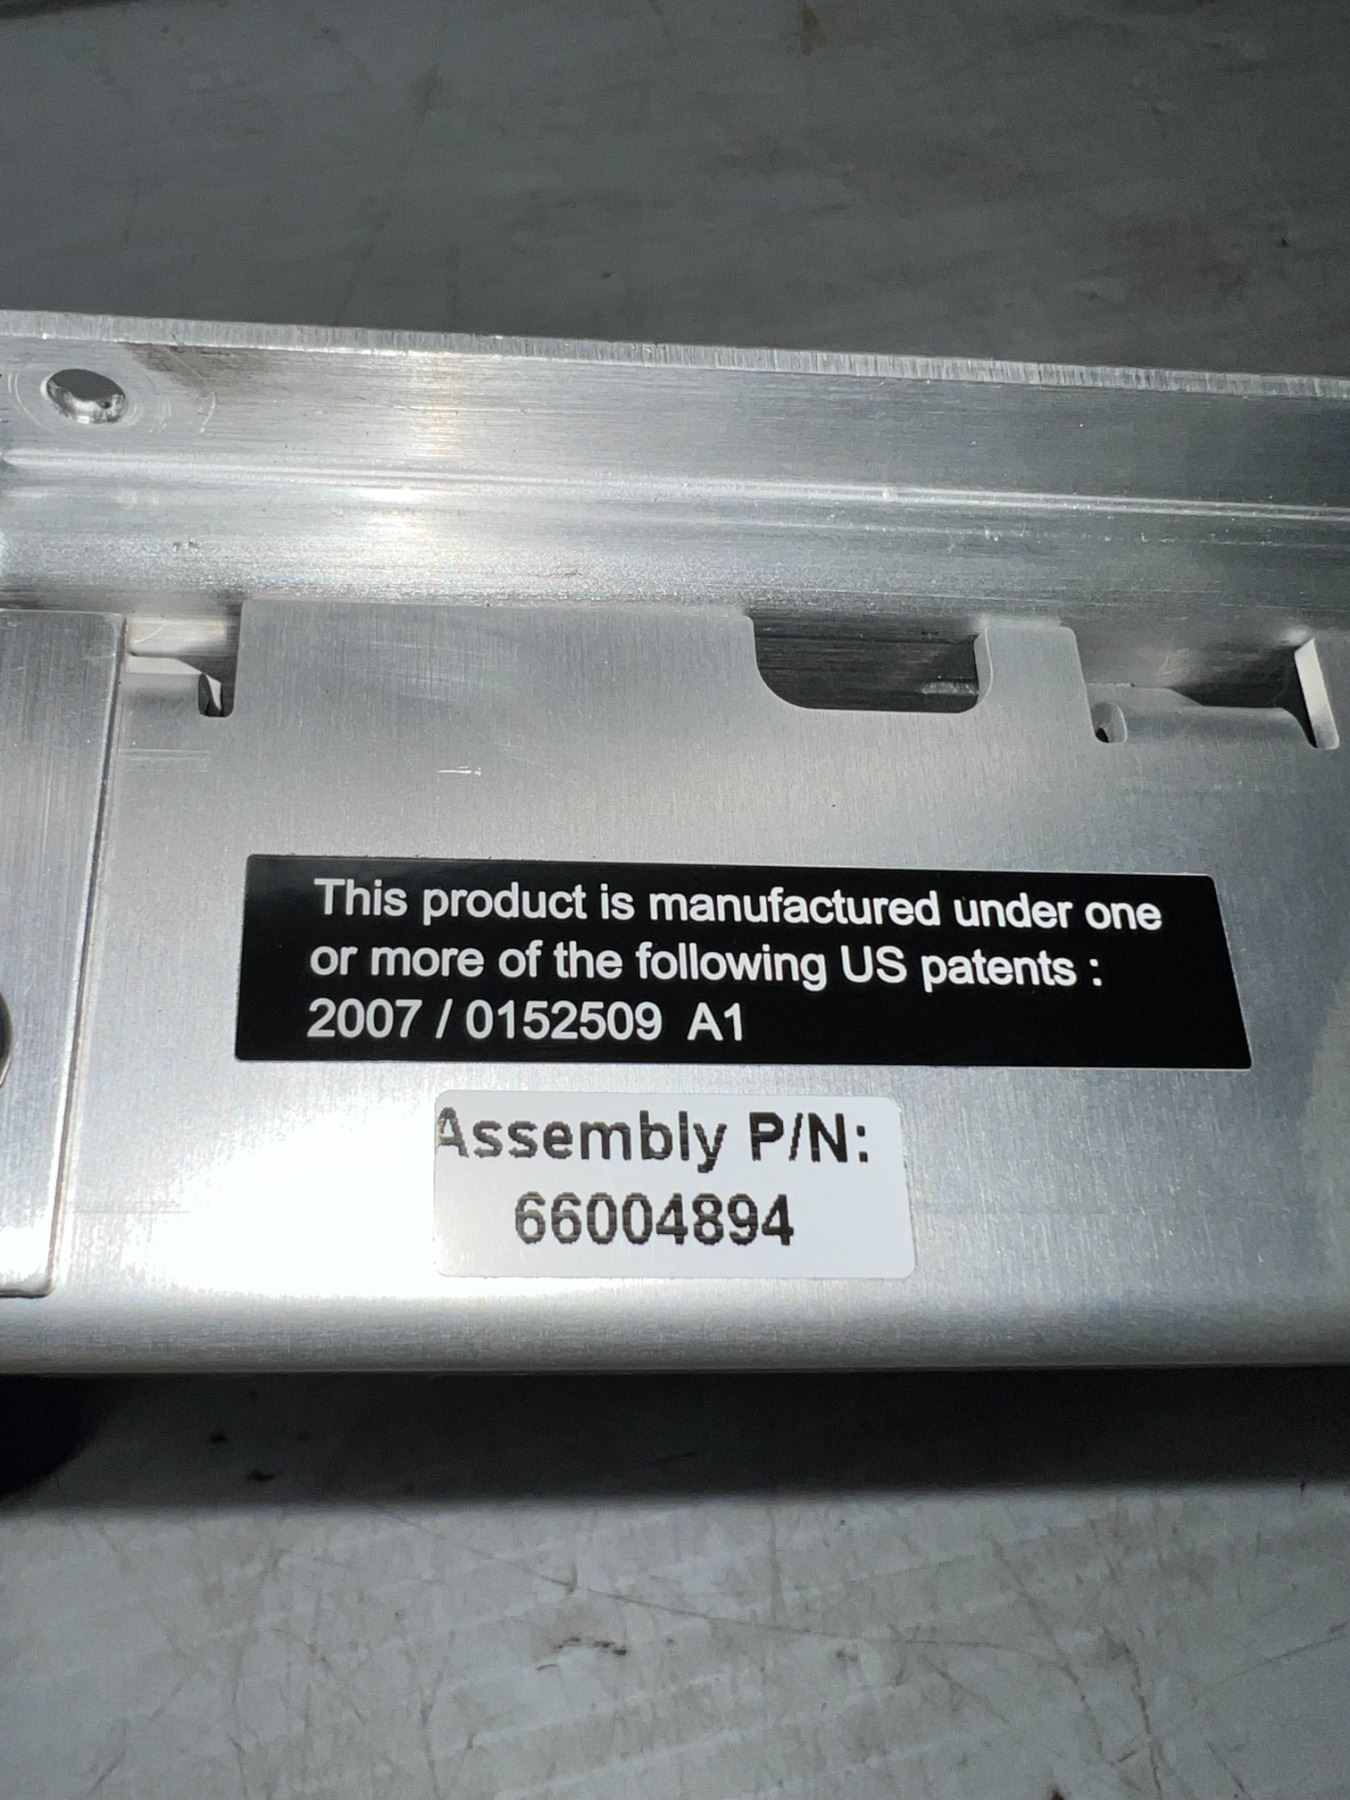 This product is manufactured under one
or more of the following US patents :
2007 / 0152509 A1
Assembly P/N:
66004894